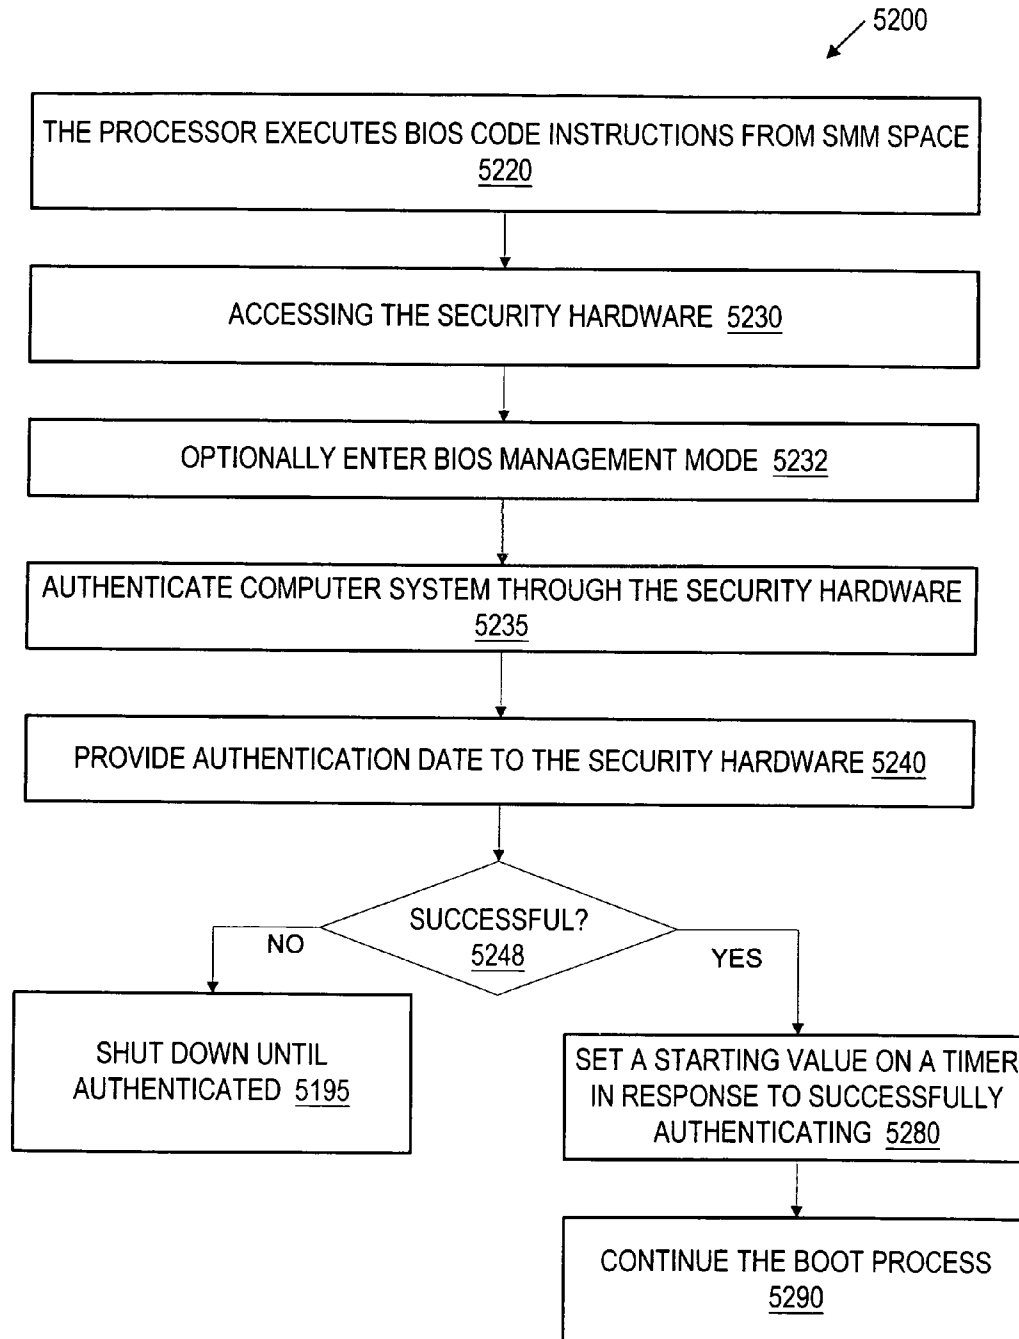 5200
THE PROCESSOR EXECUTES BIOS CODE INSTRUCTIONS FROM SMM SPACE
5220
ACCESSING THE SECURITY HARDWARE 5230
OPTIONALLY ENTER BIOS MANAGEMENT MODE 5232
AUTHENTICATE COMPUTER SYSTEM THROUGH THE SECURITY HARDWARE
5235
PROVIDE AUTHENTICATION DATE TO THE SECURITY HARDWARE 5240
SUCCESSFUL?
5248
NO
YES
SHUT DOWN UNTIL
AUTHENTICATED 5195
SET A STARTING VALUE ON A TIMER
IN RESPONSE TO SUCCESSFULLY
AUTHENTICATING 5280
CONTINUE THE BOOT PROCESS
5290